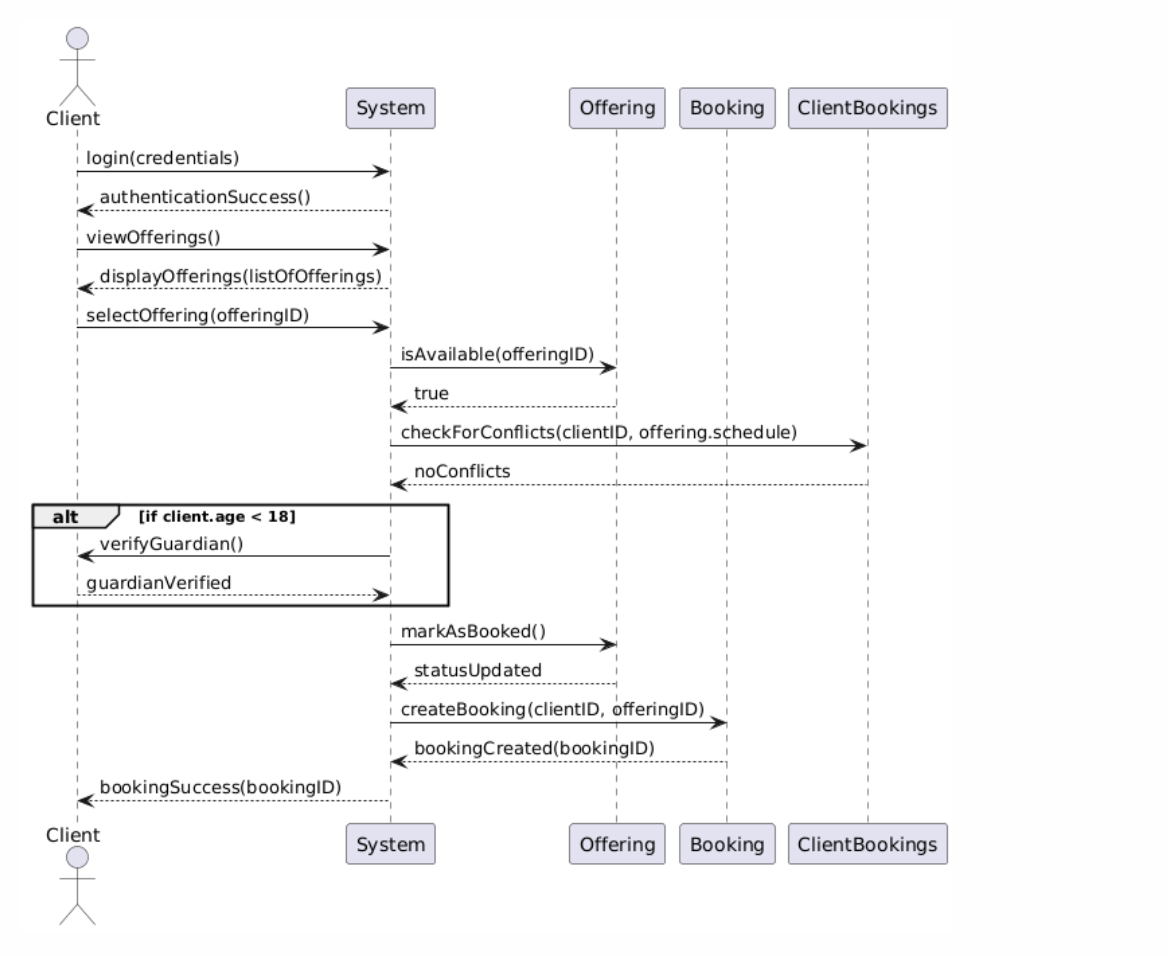 Client
System
Offering
Booking
ClientBookings
login(credentials)
authenticationSuccess()
viewOfferings()
displayOfferings(listOfOfferings)
selectOffering(offeringID)
isAvailable(offeringID)
true
checkForConflicts(clientID, offering.schedule)
noConflicts
alt [if client.age < 18]
verifyGuardian()
guardianVerified
markAsBooked()
statusUpdated
createBooking(clientID, offeringID)
bookingCreated(bookingID)
bookingSuccess(bookingID)
Client
System
Offering
Booking
ClientBookings